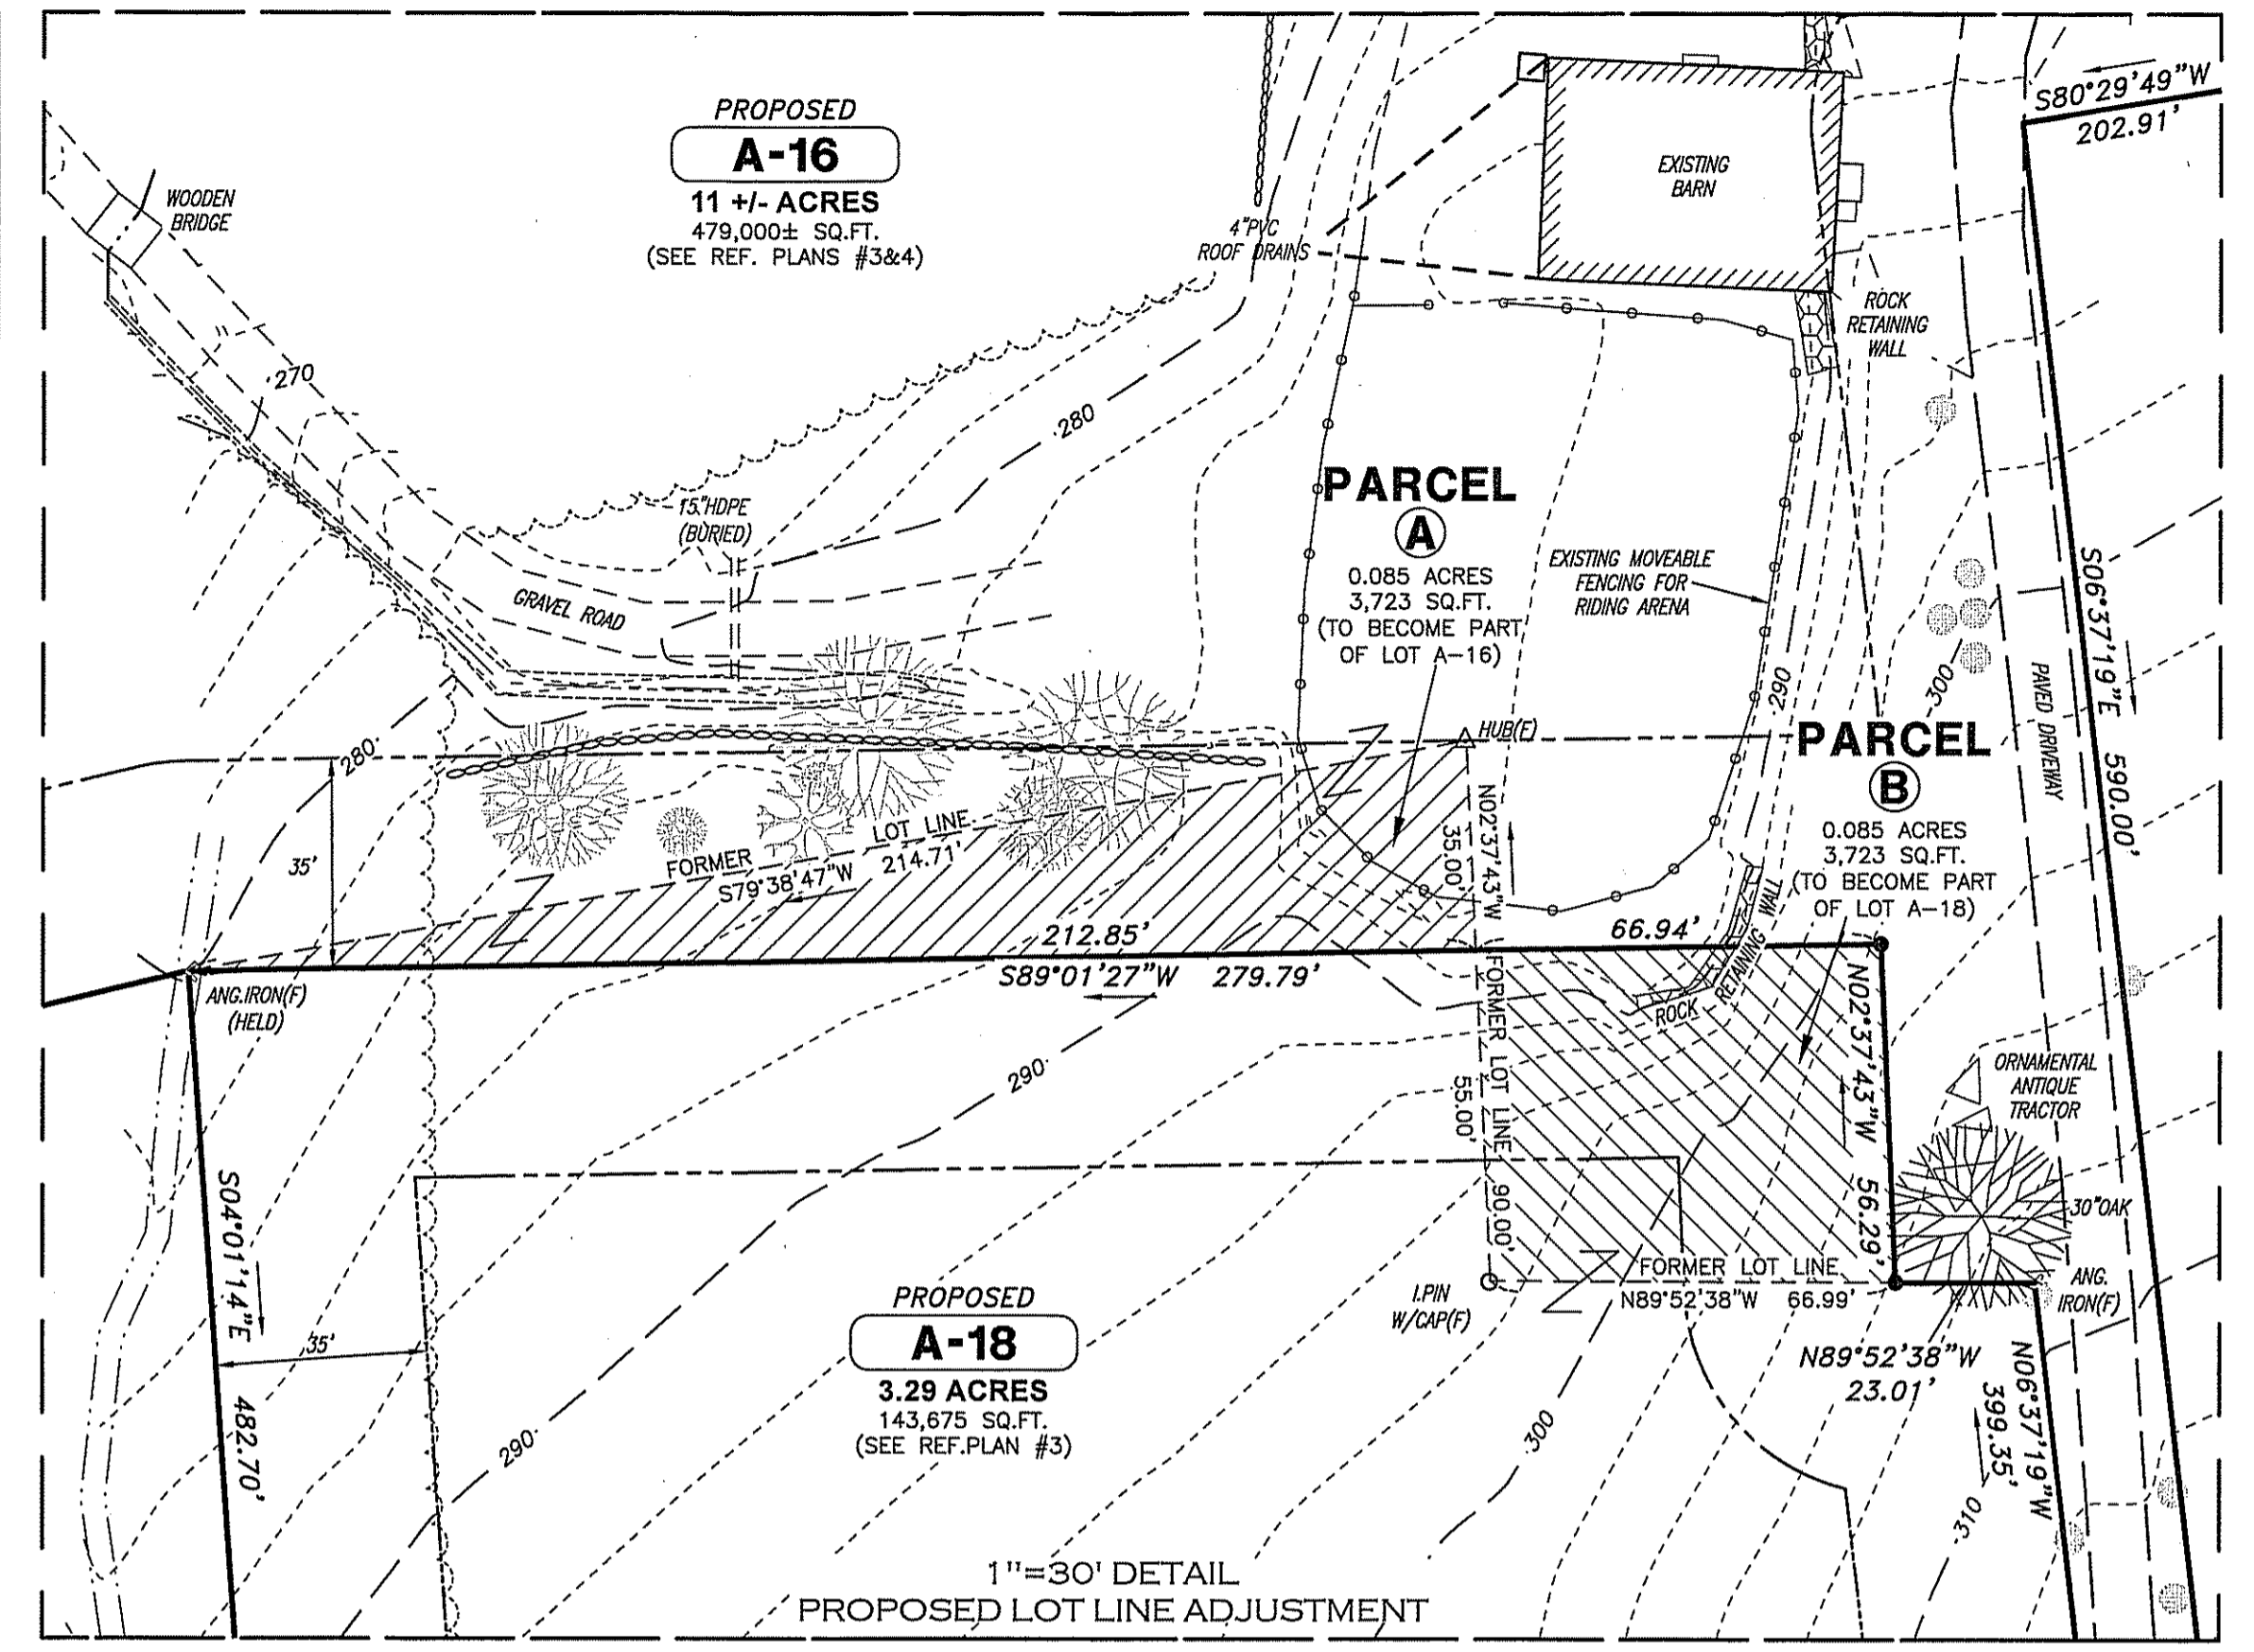 PROPOSED
A-16
11 +/- ACRES
479,000± SQ.FT.
(SEE REF. PLANS #3&4)
WOODEN
BRIDGE
4"PVC
ROOF DRAINS
EXISTING
BARN
S80°29'49"W
202.91'
ROCK
RETAINING
WALL
270
280
15"HDPE
(BURIED)
GRAVEL ROAD
PARCEL
A
0.085 ACRES
3,723 SQ.FT.
(TO BECOME PART
OF LOT A-16)
EXISTING MOVEABLE
FENCING FOR
RIDING ARENA
290
300
PAVED DRIVEWAY
S06°37'19"E 590.00'
HUB(F)
PARCEL
B
0.085 ACRES
3,723 SQ.FT.
(TO BECOME PART
OF LOT A-18)
280
35'
FORMER LOT LINE
S79°38'47"W 214.71'
N02°37'43"W
35.00'
212.85'
66.94'
S89°01'27"W 279.79'
ANG.IRON(F)
(HELD)
ROCK RETAINING WALL
FORMER LOT LINE 90.00'
55.00'
N02°37'43"W 56.29'
290
ORNAMENTAL
ANTIQUE
TRACTOR
30"OAK
ANG.
IRON(F)
FORMER LOT LINE
N89°52'38"W 66.99'
I.PIN
W/CAP(F)
N89°52'38"W
23.01'
N06°37'19"W
399.35'
S04°01'14"E 482.70'
35'
PROPOSED
A-18
3.29 ACRES
143,675 SQ.FT.
(SEE REF.PLAN #3)
290
300
310
1"=30' DETAIL
PROPOSED LOT LINE ADJUSTMENT